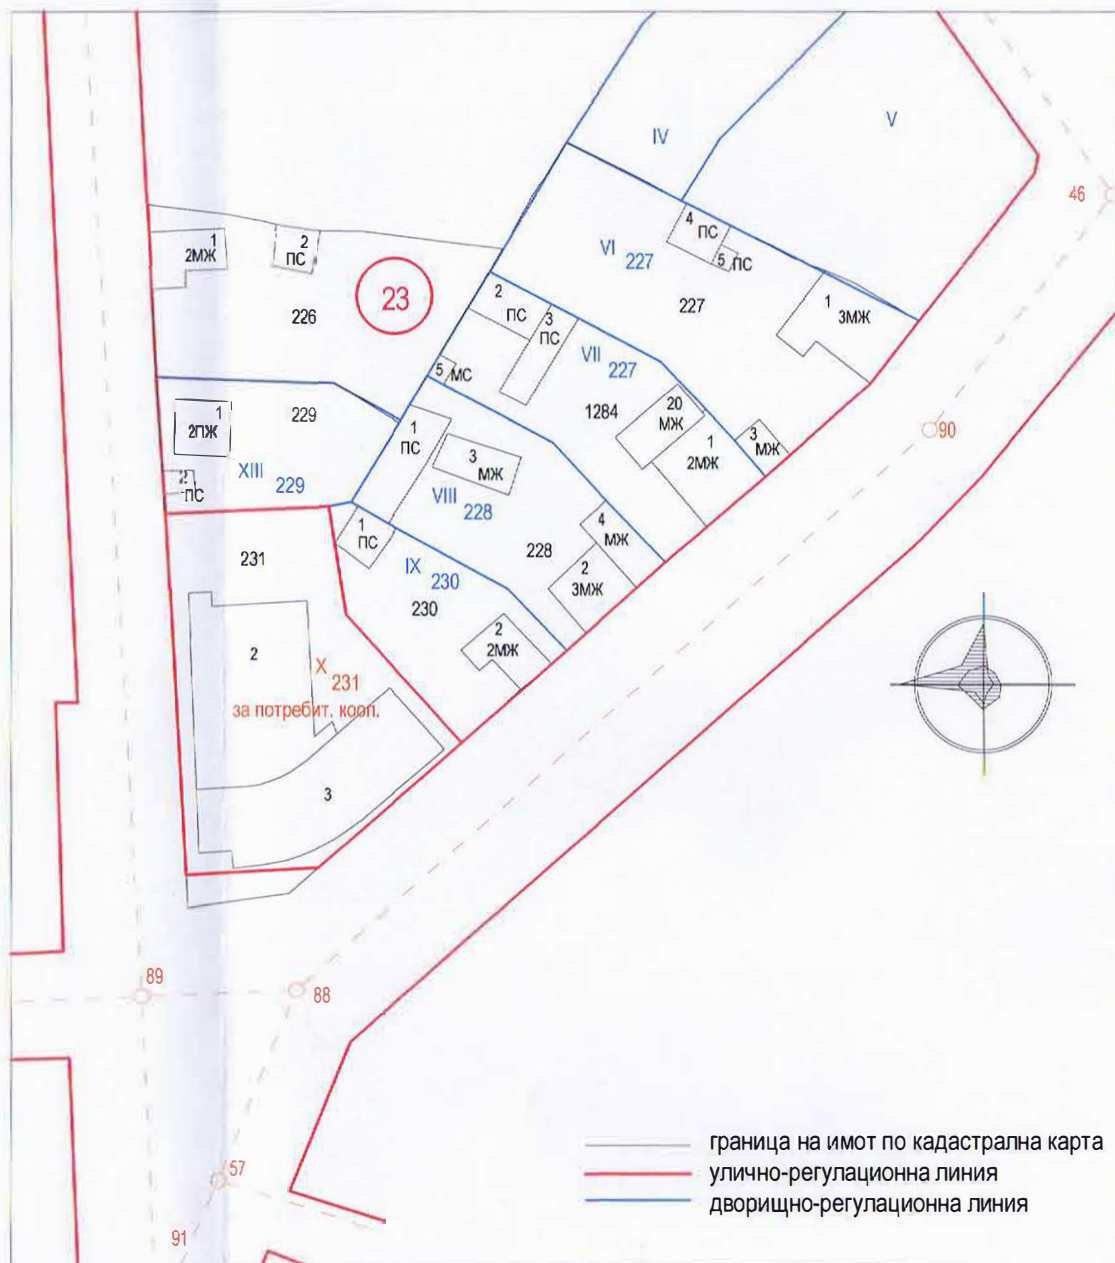 IV
V
46
4
ПС
5
ПС
VI
227
227
1
2МЖ
2
ПС
23
226
2
ПС
3
ПС
1
3МЖ
VII
227
5
МС
1284
20
МЖ
1
2МЖ
3
МЖ
90
1
2ПЖ
229
2
ПС
XIII
229
1
ПС
3
МЖ
VIII
228
228
4
МЖ
2
3МЖ
1
ПС
IX
230
230
2
2МЖ
231
2
X
231
за потребит. кооп.
3
89
88
57
91
граница на имот по кадастрална карта
улично-регулационна линия
дворищно-регулационна линия